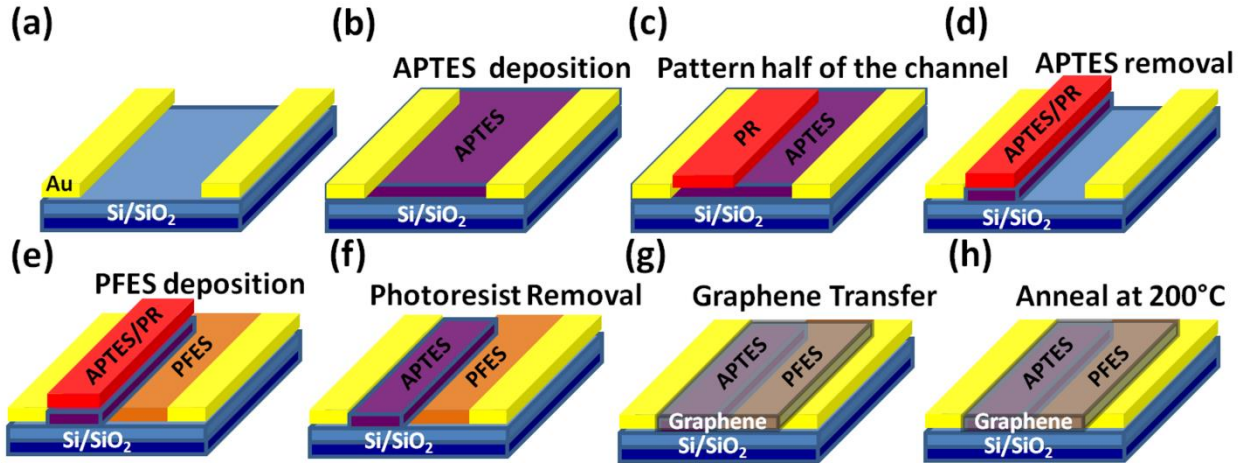 (a)
Au
Si/SiO₂
(b)
APTES deposition
APTES
Si/SiO₂
(c)
Pattern half of the channel
PR
APTES
Si/SiO₂
(d)
APTES removal
APTES/PR
Si/SiO₂
(e)
PFES deposition
APTES/PR
PFES
Si/SiO₂
(f)
Photoresist Removal
APTES
PFES
Si/SiO₂
(g)
Graphene Transfer
APTES
PFES
Graphene
Si/SiO₂
(h)
Anneal at 200°C
APTES
PFES
Graphene
Si/SiO₂